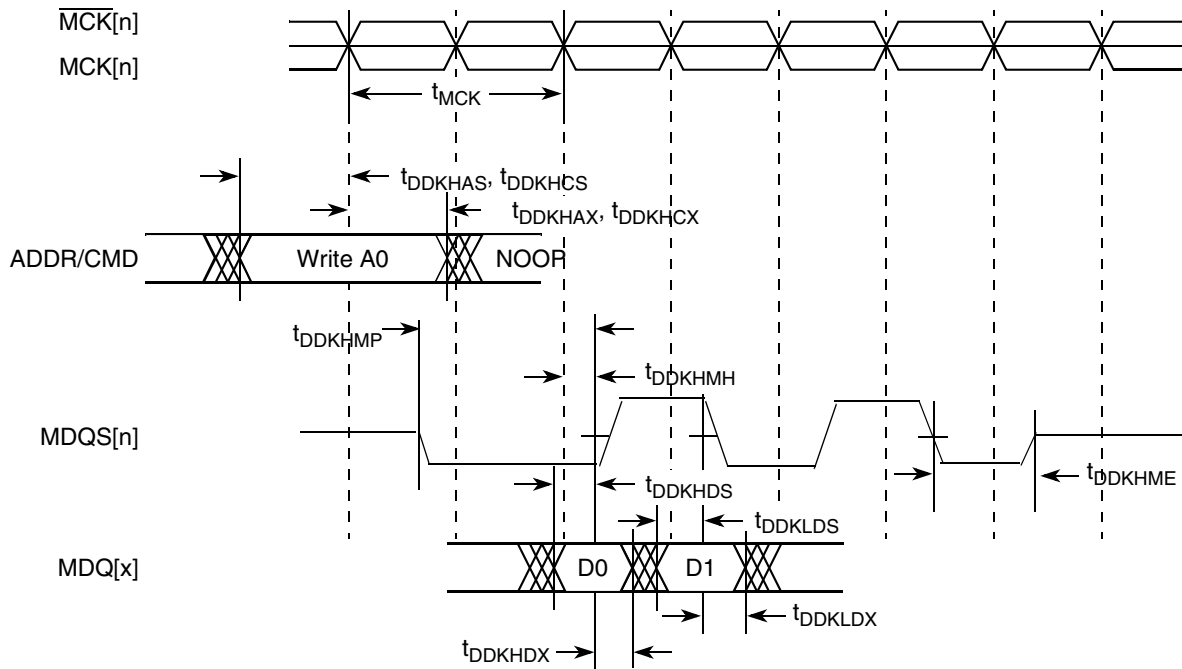 MCK[n]
MCK[n]
tMCK
tDDKHAS, tDDKHCS
tDDKHAX, tDDKHCX
ADDR/CMD
Write A0
NOOP
tDDKHMP
tDDKHMH
MDQS[n]
tDDKHDS
tDDKHME
tDDKLDS
MDQ[x]
D0
D1
tDDKLDX
tDDKHDX